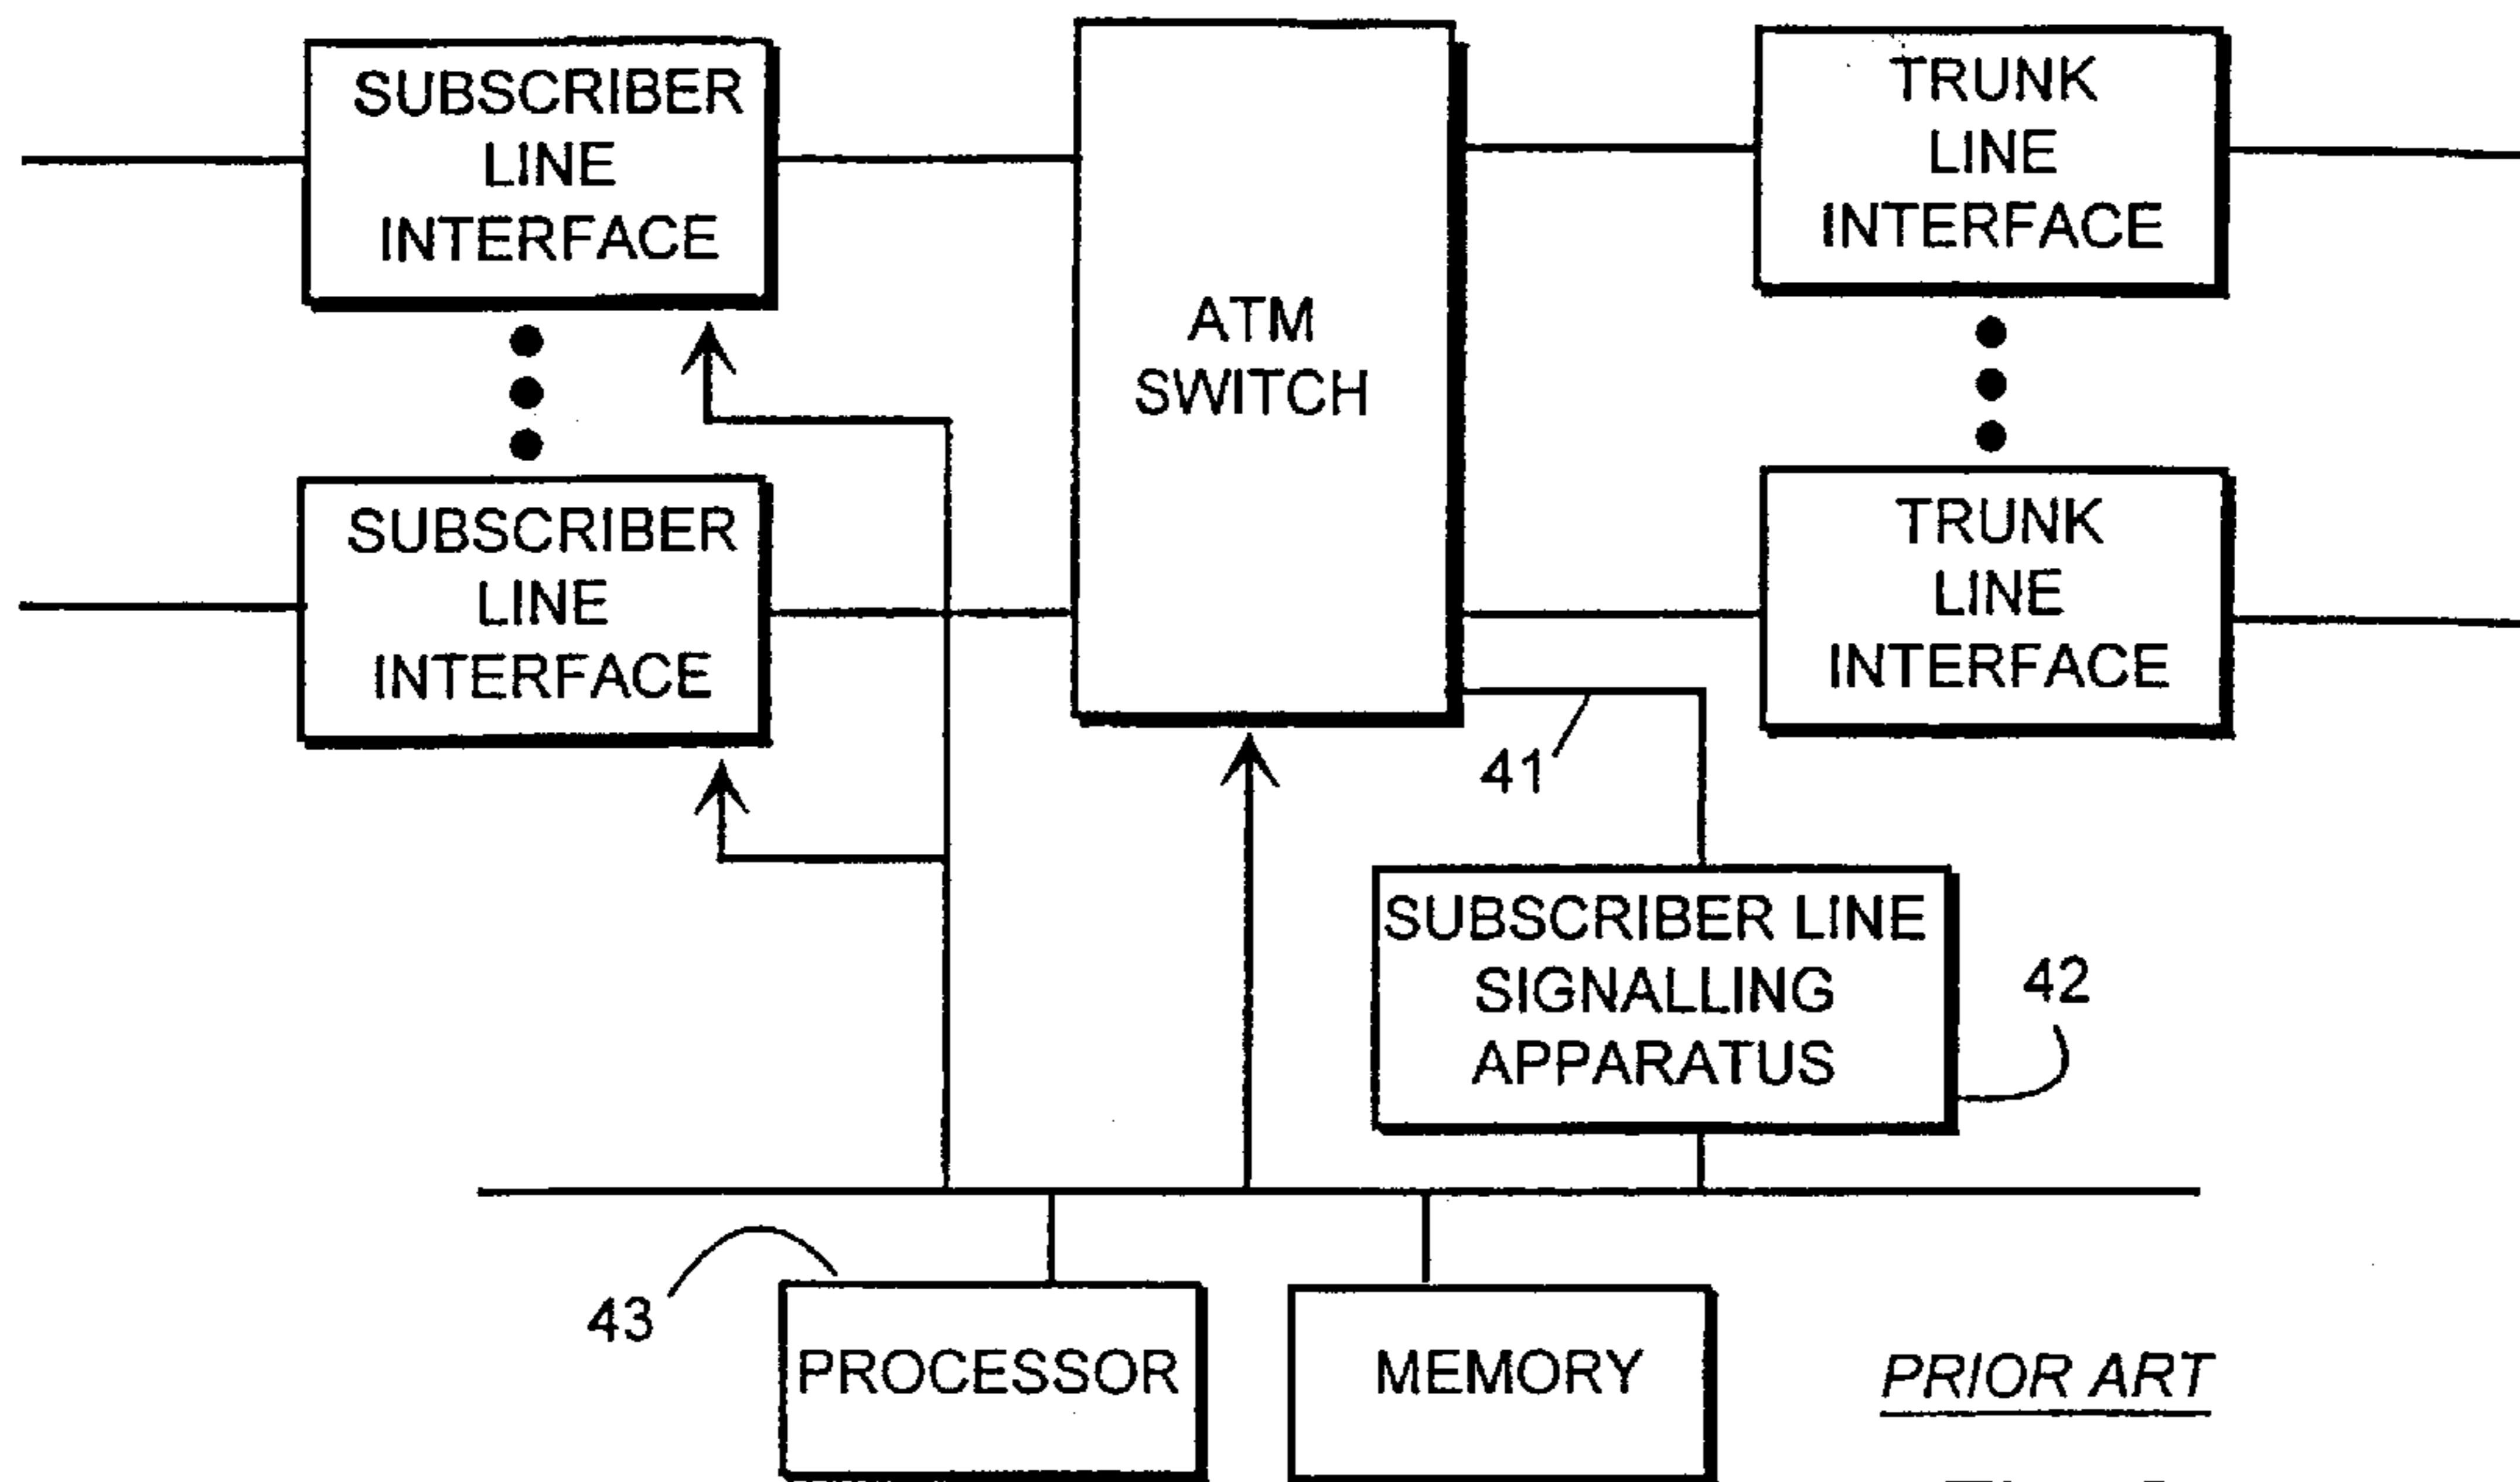 SUBSCRIBER
LINE
INTERFACE
ATM
SWITCH
TRUNK
LINE
INTERFACE
SUBSCRIBER
LINE
INTERFACE
TRUNK
LINE
INTERFACE
41
SUBSCRIBER LINE
SIGNALLING
APPARATUS
42
43
PROCESSOR
MEMORY
PRIOR ART